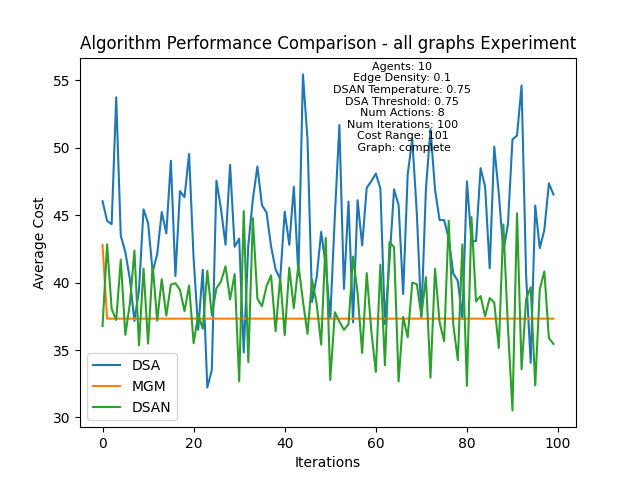 Algorithm Performance Comparison - all graphs Experiment
Agents: 10
Edge Density: 0.1
DSAN Temperature: 0.75
DSA Threshold: 0.75
Num Actions: 8
Num Iterations: 100
Cost Range: 101
Graph: complete
55
50
45
40
35
30
Average Cost
DSA
MGM
DSAN
0 20 40 60 80 100
Iterations